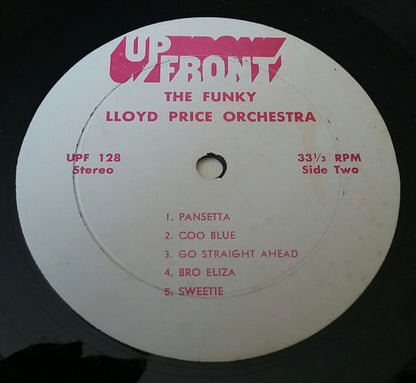 UP
FRONT
THE FUNKY
LLOYD PRICE ORCHESTRA
UPF 128
Stereo
33⅓ RPM
Side Two
1. PANSETTA
2. COO BLUE
3. GO STRAIGHT AHEAD
4. BRO ELIZA
5. SWEETIE